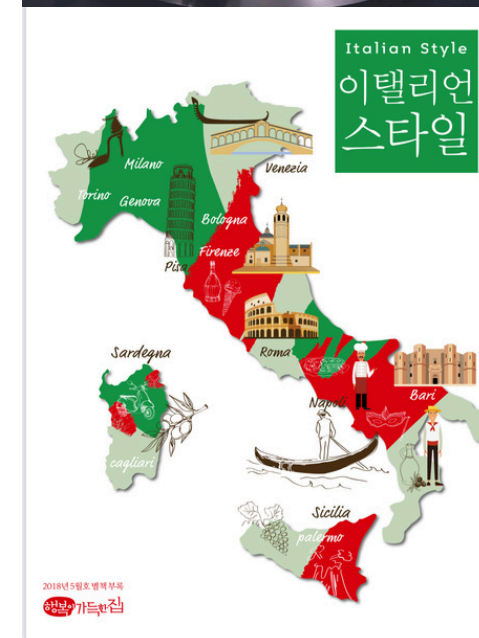 Italian Style
이탤리언
스타일
Milano
Venezia
Torino
Genova
Bologna
Firenze
Pisa
Roma
Sardegna
Napoli
Bari
cagliari
Sicilia
palermo
2018년 5월호 별책 부록
행복이 가득한 집